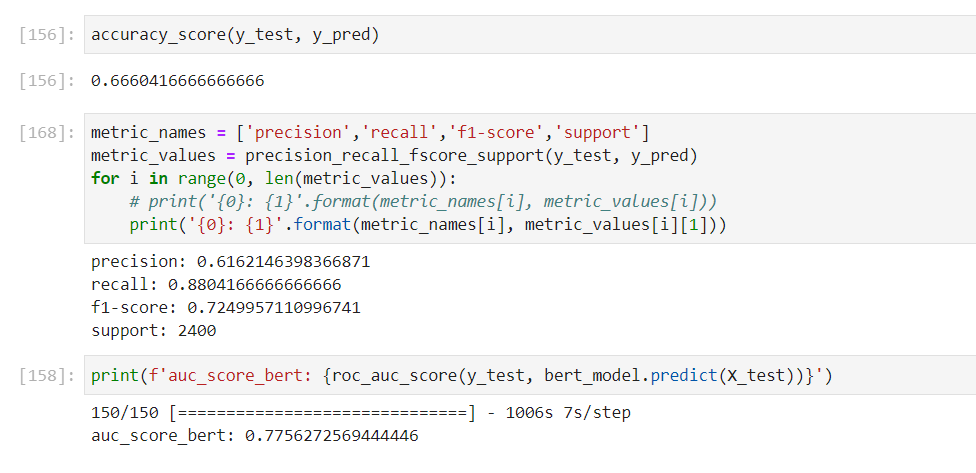 [156]: accuracy_score(y_test, y_pred)
[156]: 0.6660416666666666
[168]: metric_names = ['precision','recall','f1-score','support']
metric_values = precision_recall_fscore_support(y_test, y_pred)
for i in range(0, len(metric_values)):
    # print('{0}: {1}'.format(metric_names[i], metric_values[i]))
    print('{0}: {1}'.format(metric_names[i], metric_values[i][1]))
precision: 0.6162146398366871
recall: 0.8804166666666666
f1-score: 0.7249957110996741
support: 2400
[158]: print(f'auc_score_bert: {roc_auc_score(y_test, bert_model.predict(X_test))}')
150/150 [==============================] - 1006s 7s/step
auc_score_bert: 0.7756272569444446